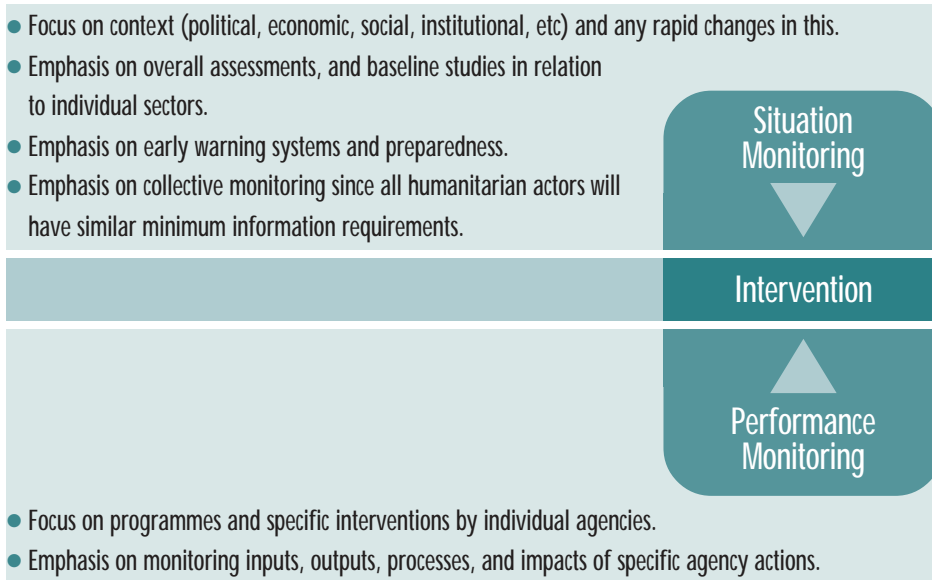 ● Focus on context (political, economic, social, institutional, etc) and any rapid changes in this.
● Emphasis on overall assessments, and baseline studies in relation
to individual sectors.
● Emphasis on early warning systems and preparedness.
● Emphasis on collective monitoring since all humanitarian actors will
have similar minimum information requirements.
Situation
Monitoring
Intervention
Performance
Monitoring
● Focus on programmes and specific interventions by individual agencies.
● Emphasis on monitoring inputs, outputs, processes, and impacts of specific agency actions.